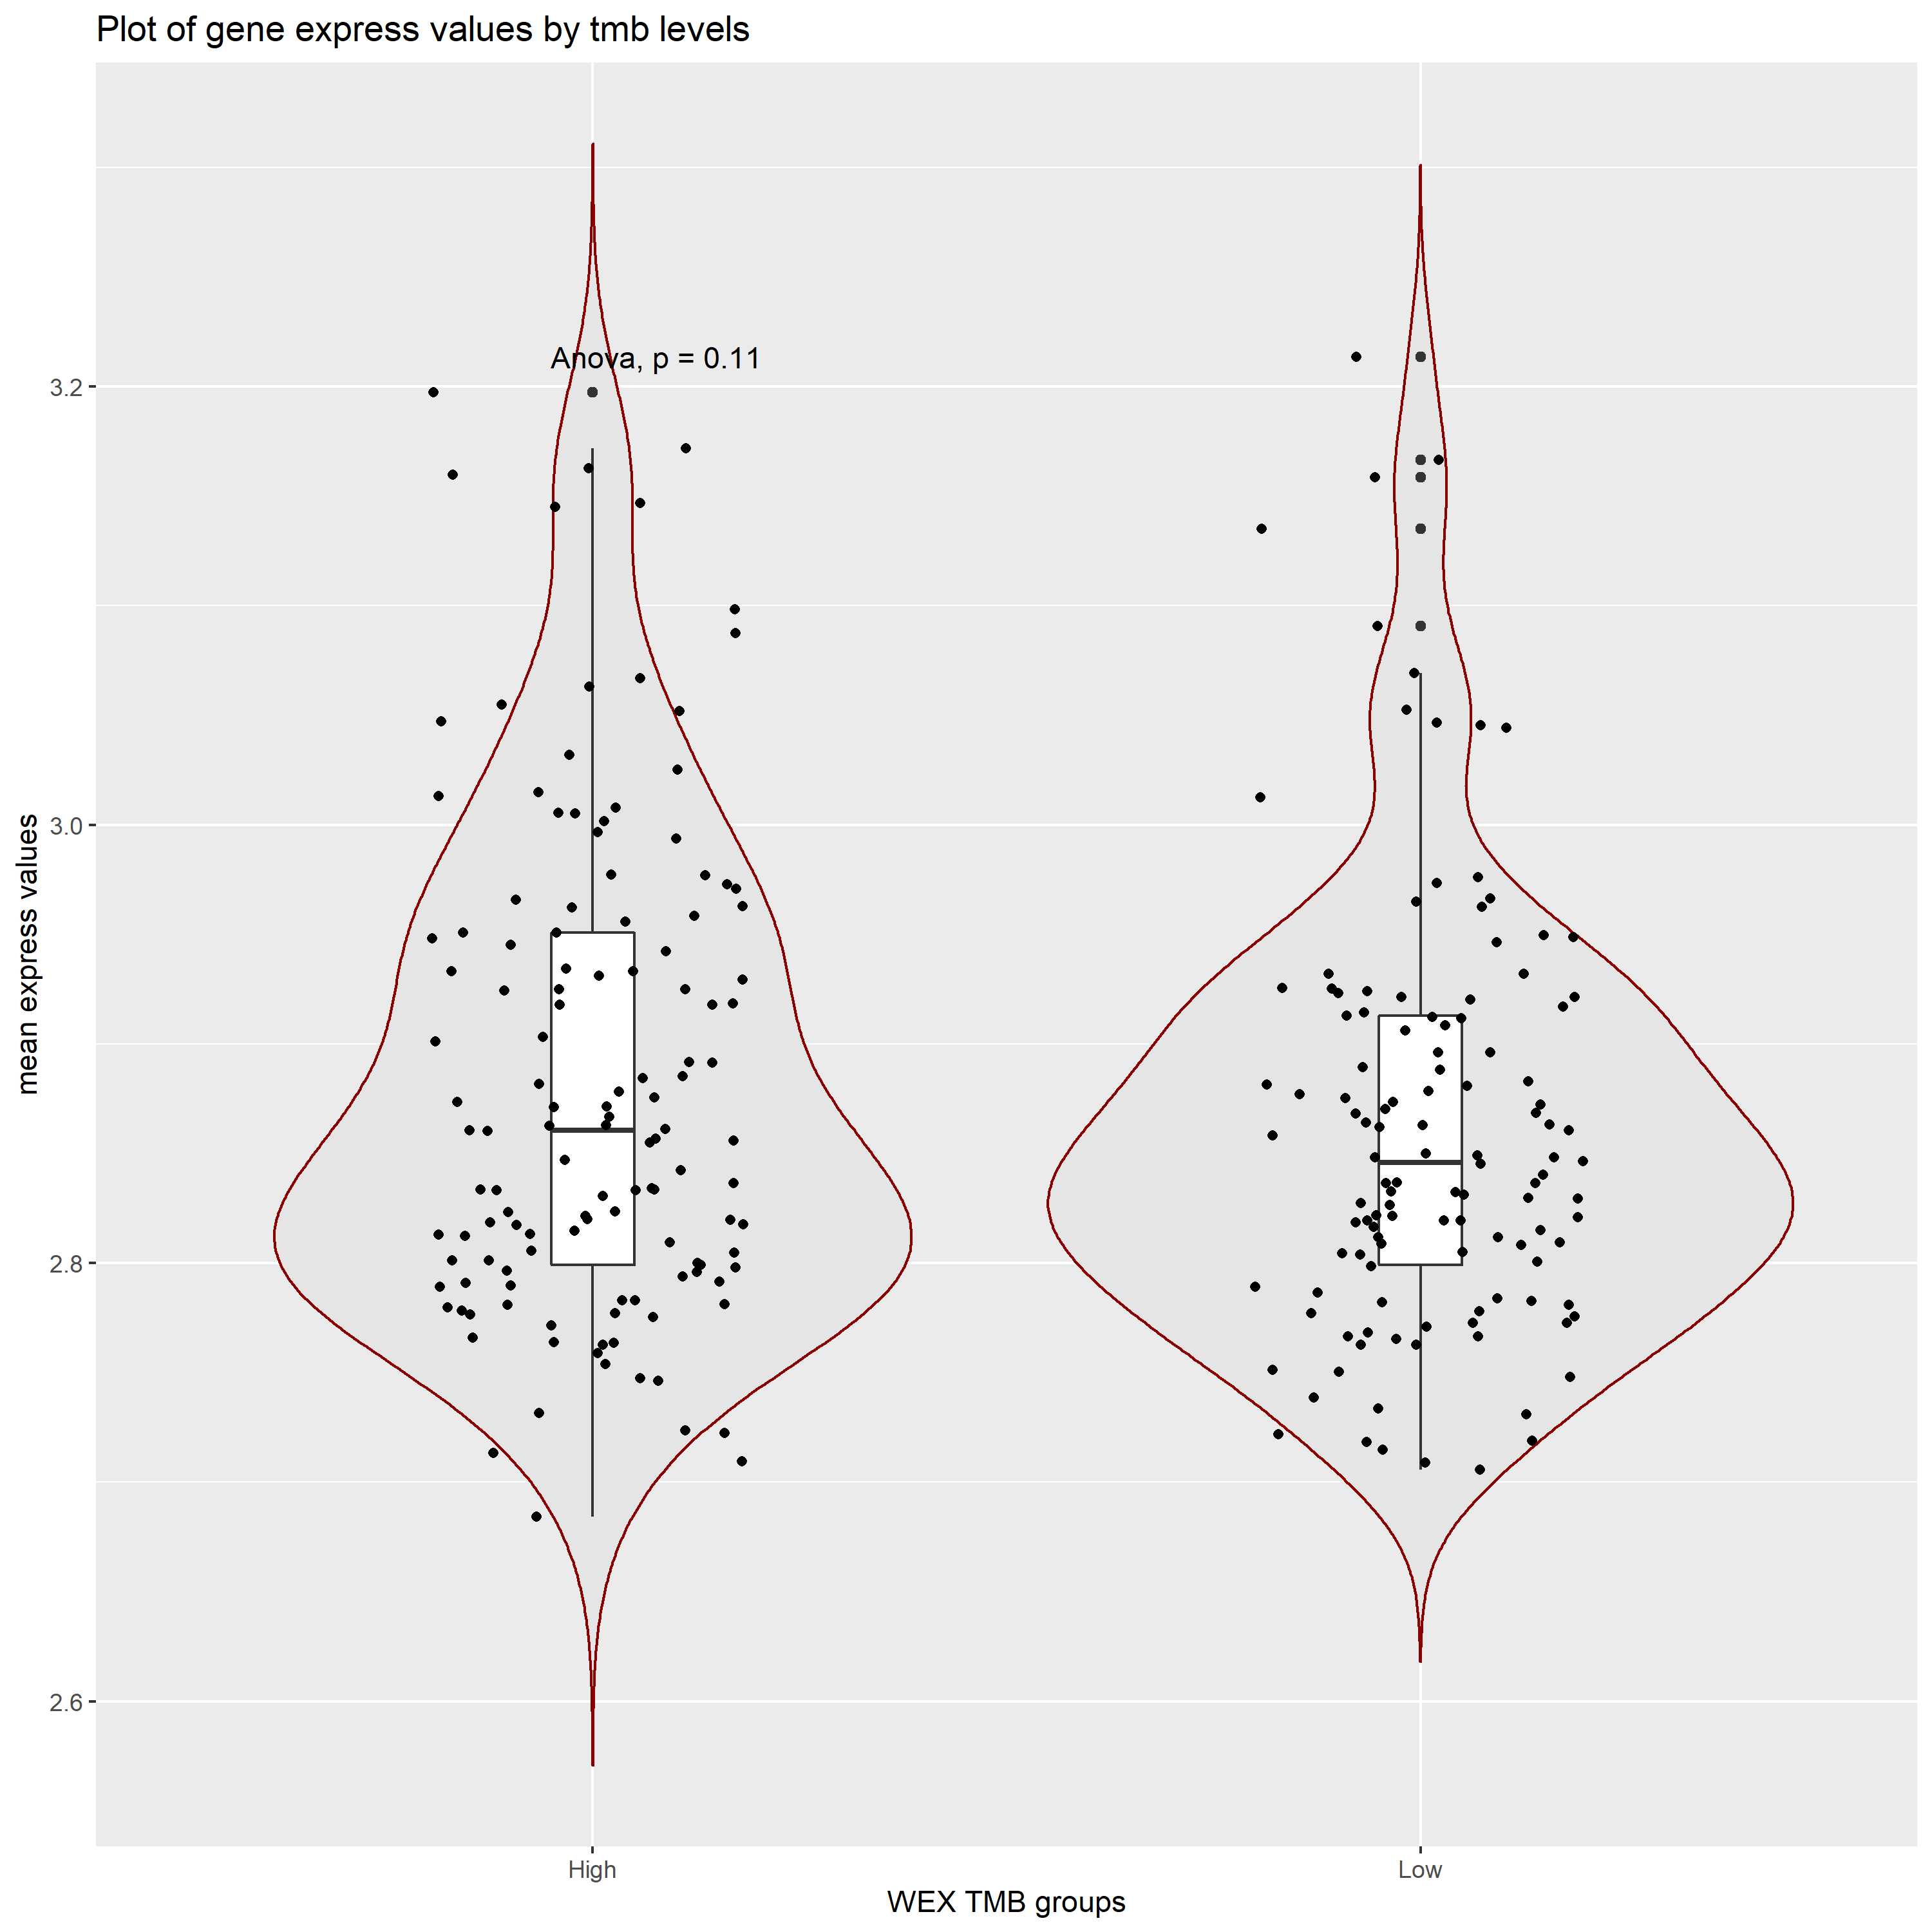 Plot of gene express values by tmb levels
Anova, p = 0.11
3.2
3.0
2.8
2.6
mean express values
High
Low
WEX TMB groups